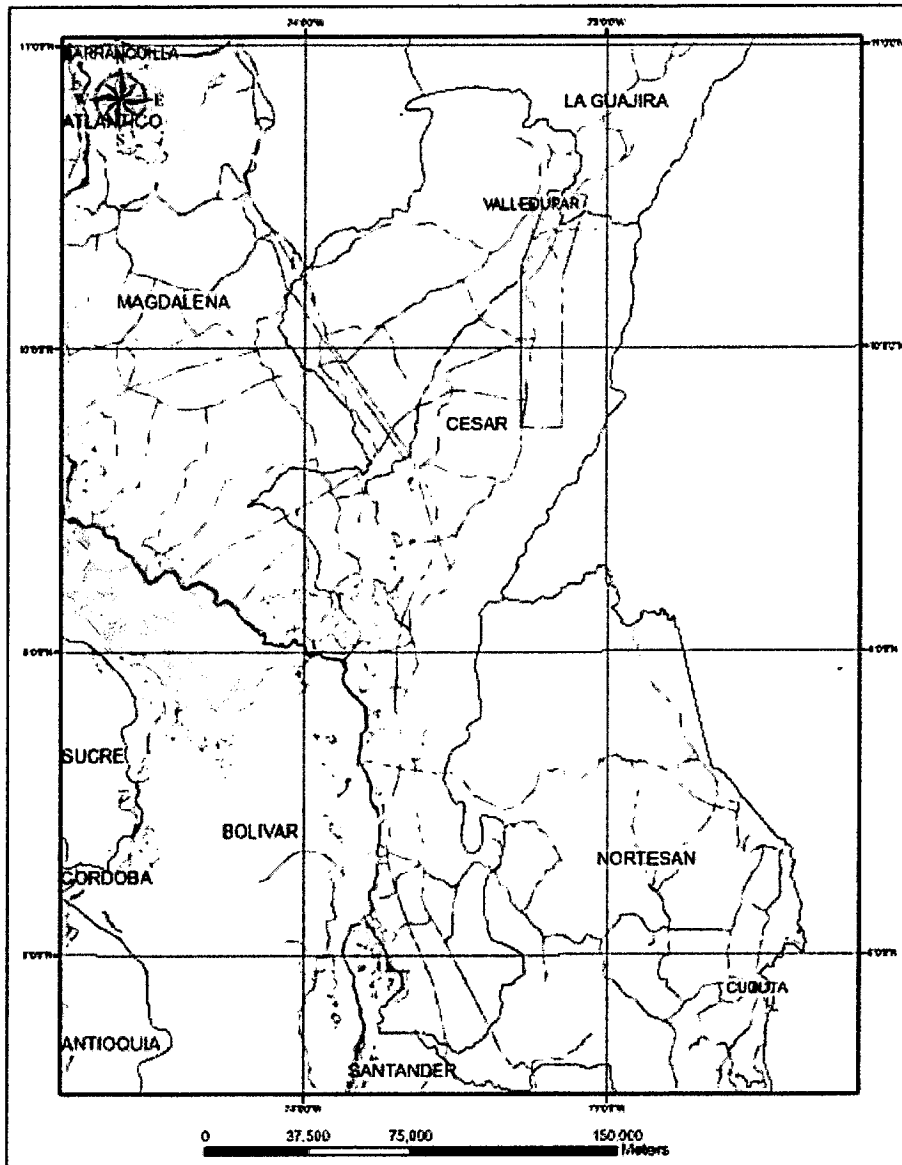 BARRANQUILLA
E
S
ATLANTICO
LA GUAJIRA
VALLEDUPAR
MAGDALENA
CESAR
SUCRE
BOLIVAR
NORTESAN
CORDOBA
CUCUTA
ANTIOQUIA
SANTANDER
0 37,500 75,000 150,000
Meters